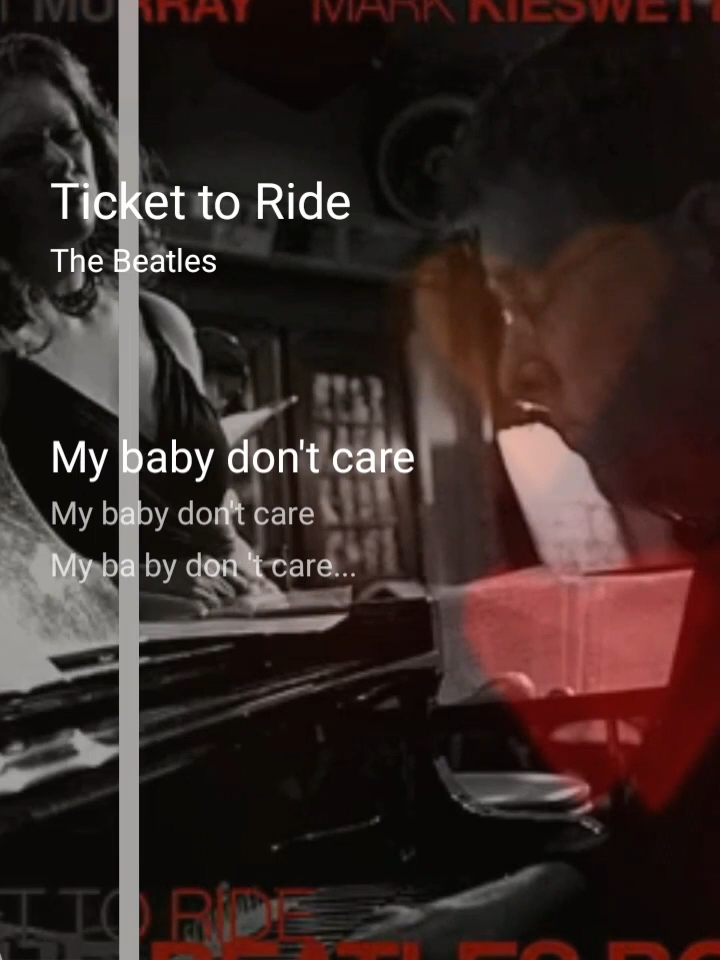 MURRAY MARK KIESWET
Ticket to Ride
The Beatles
My baby don't care
My baby don't care
My ba by don 't care...
TO RIDE
BEATLES